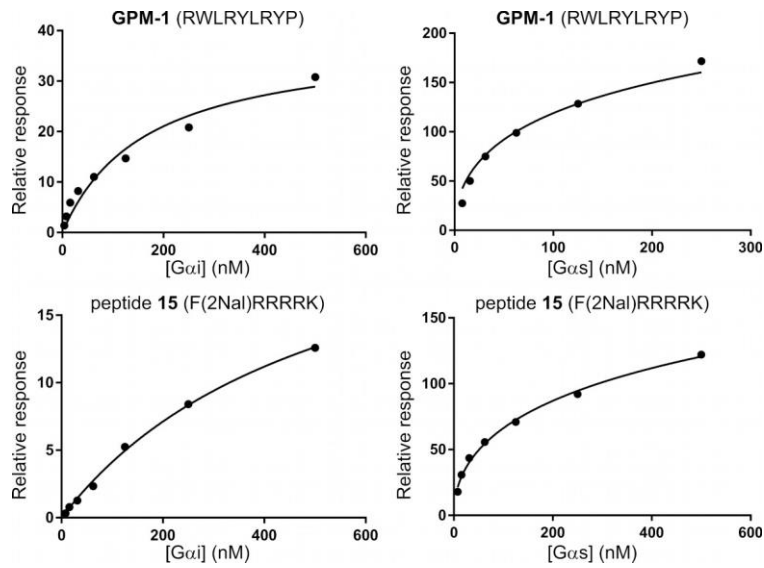 GPM-1 (RWLRYLRYP)
Relative response
40
30
20
10
0
0 200 400 600
[Gαi] (nM)
GPM-1 (RWLRYLRYP)
Relative response
200
150
100
50
0
0 100 200 300
[Gαs] (nM)
peptide 15 (F(2Nal)RRRRK)
Relative response
15
10
5
0
0 200 400 600
[Gαi] (nM)
peptide 15 (F(2Nal)RRRRK)
Relative response
150
100
50
0
0 200 400 600
[Gαs] (nM)